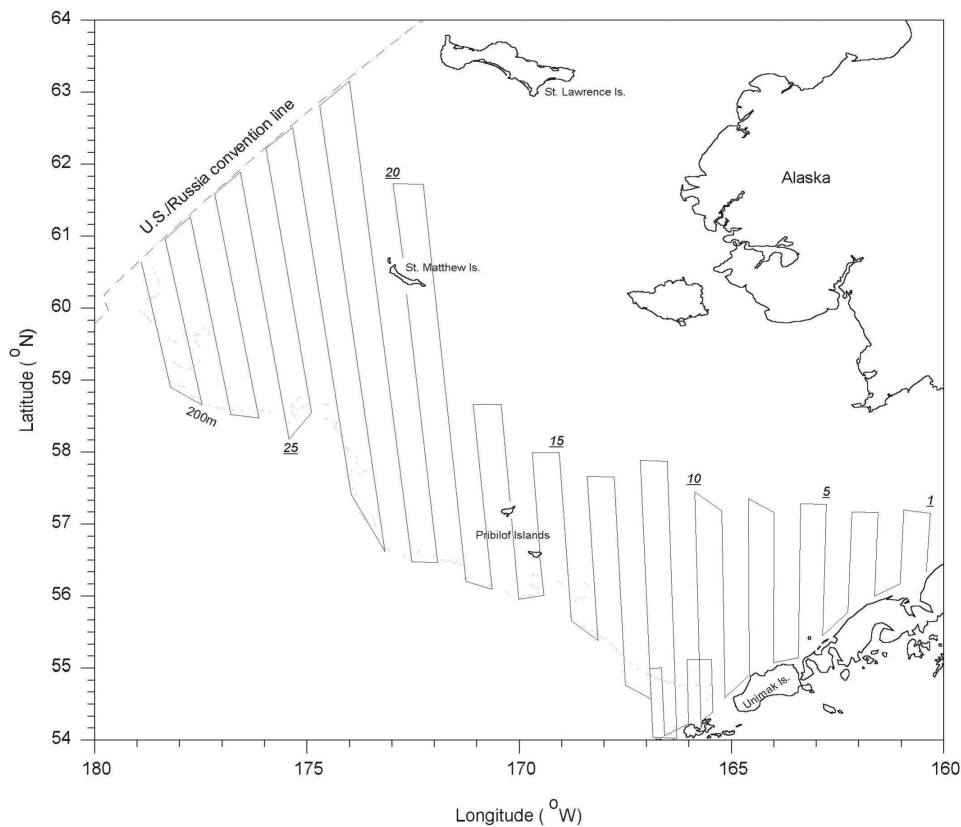 64
63
62
61
60
59
58
57
56
55
54
Latitude ( °N)
180
175
170
165
160
Longitude ( °W)
U.S./Russia convention line
St. Lawrence Is.
Alaska
20
St. Matthew Is.
200m
25
15
10
5
1
Pribilof Islands
Unimak Is.